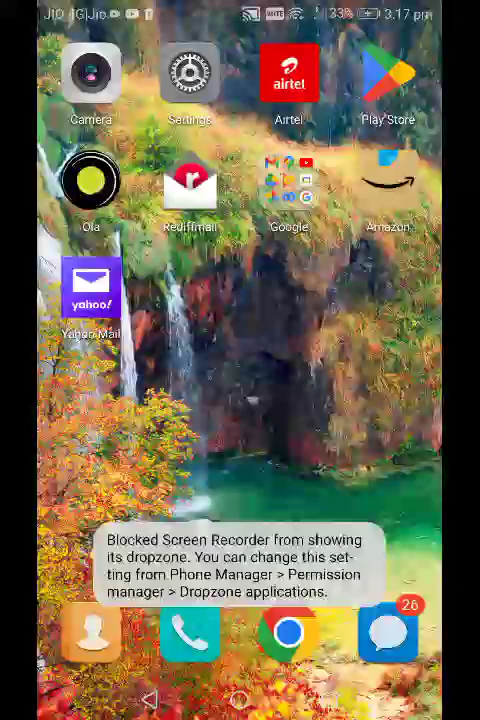 JIO 4G Jio
VoLTE 33% 3:17 pm
airtel
Camera Settings Airtel Play Store
Ola Rediffmail Google Amazon
yahoo!
Yahoo Mail
Blocked Screen Recorder from showing
its dropzone. You can change this set-
ting from Phone Manager > Permission
manager > Dropzone applications.
26